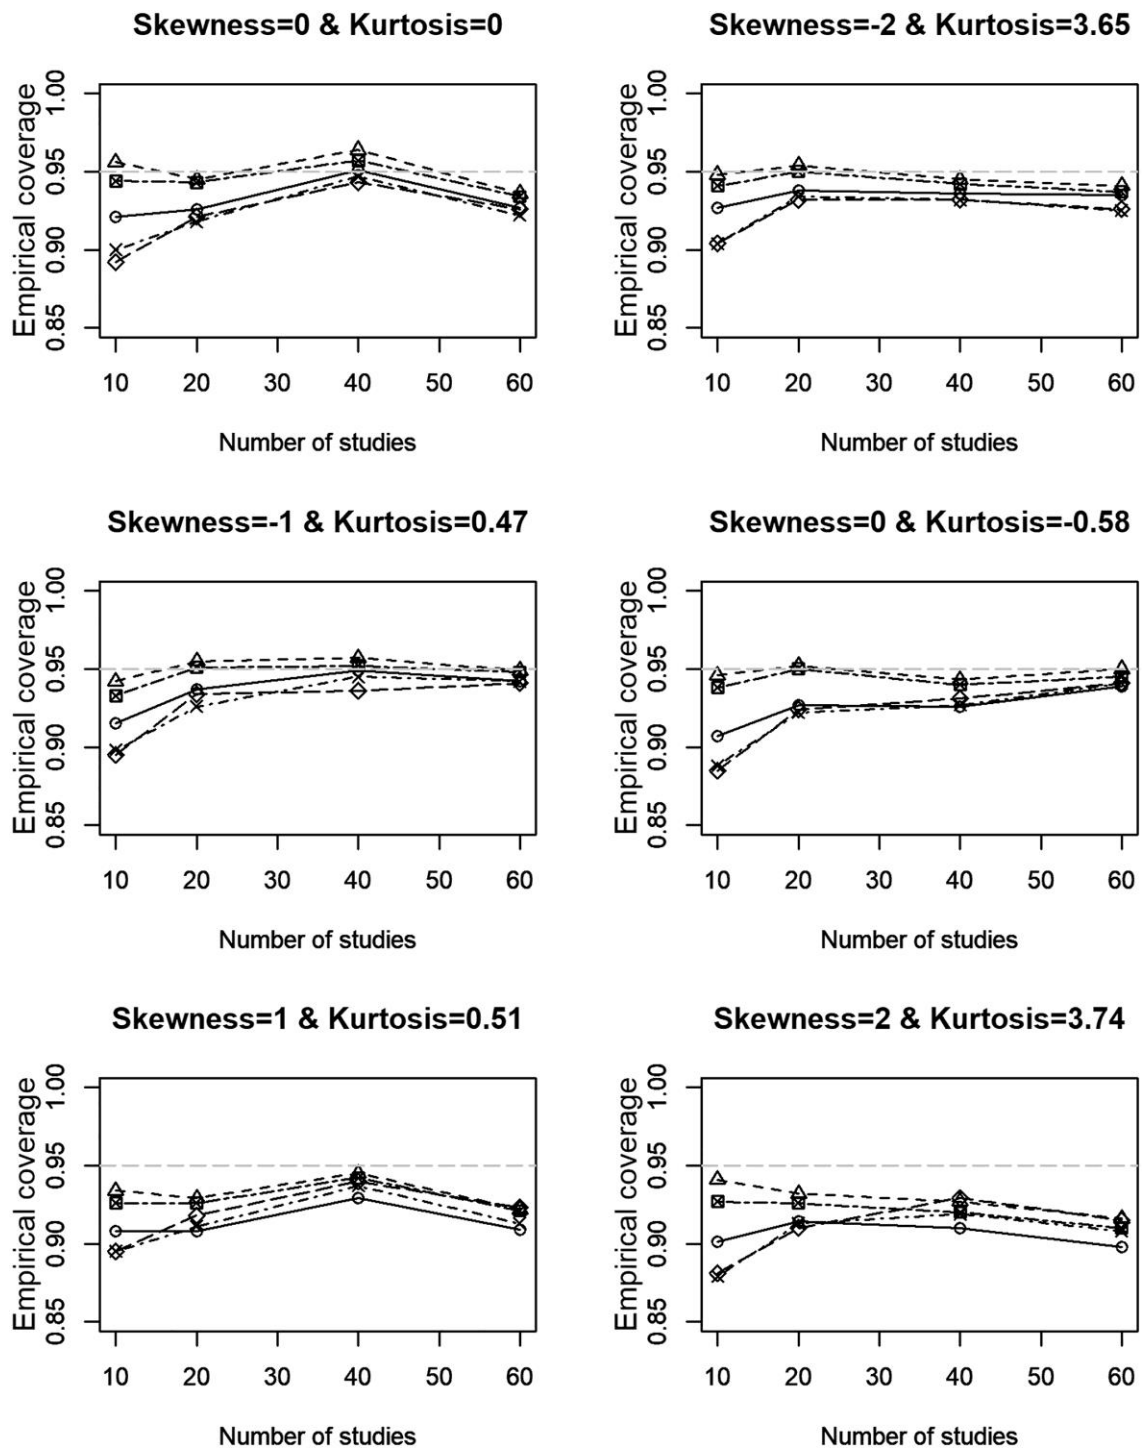 Skewness=0 & Kurtosis=0
Empirical coverage
1.00
0.95
0.90
0.85
10 20 30 40 50 60
Number of studies
Skewness=-2 & Kurtosis=3.65
Empirical coverage
1.00
0.95
0.90
0.85
10 20 30 40 50 60
Number of studies
Skewness=-1 & Kurtosis=0.47
Empirical coverage
1.00
0.95
0.90
0.85
10 20 30 40 50 60
Number of studies
Skewness=0 & Kurtosis=-0.58
Empirical coverage
1.00
0.95
0.90
0.85
10 20 30 40 50 60
Number of studies
Skewness=1 & Kurtosis=0.51
Empirical coverage
1.00
0.95
0.90
0.85
10 20 30 40 50 60
Number of studies
Skewness=2 & Kurtosis=3.74
Empirical coverage
1.00
0.95
0.90
0.85
10 20 30 40 50 60
Number of studies